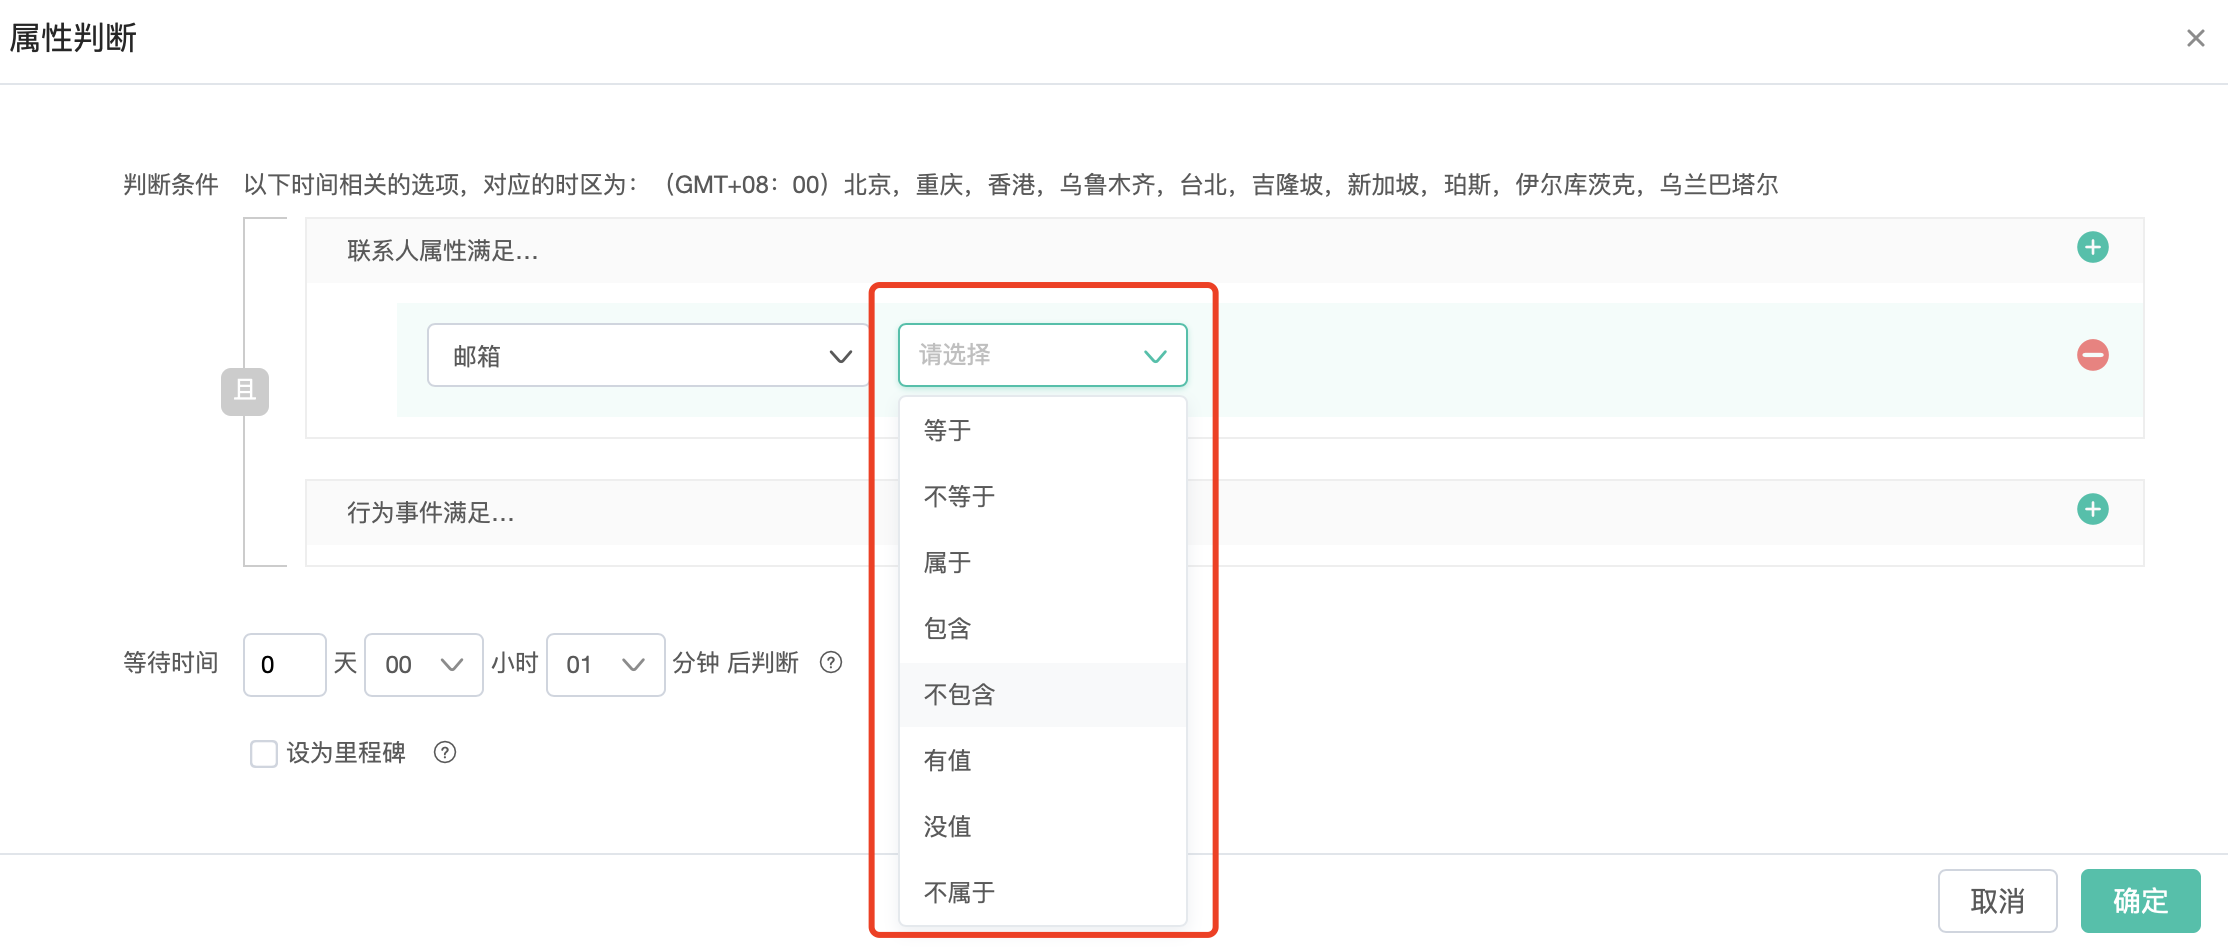 属性判断
判断条件 以下时间相关的选项，对应的时区为：（GMT+08：00）北京，重庆，香港，乌鲁木齐，台北，吉隆坡，新加坡，珀斯，伊尔库茨克，乌兰巴塔尔
联系人属性满足...
且
邮箱
请选择
等于
不等于
属于
包含
不包含
有值
没值
不属于
行为事件满足...
等待时间 0 天 00 小时 01 分钟 后判断 ?
设为里程碑 ?
取消 确定